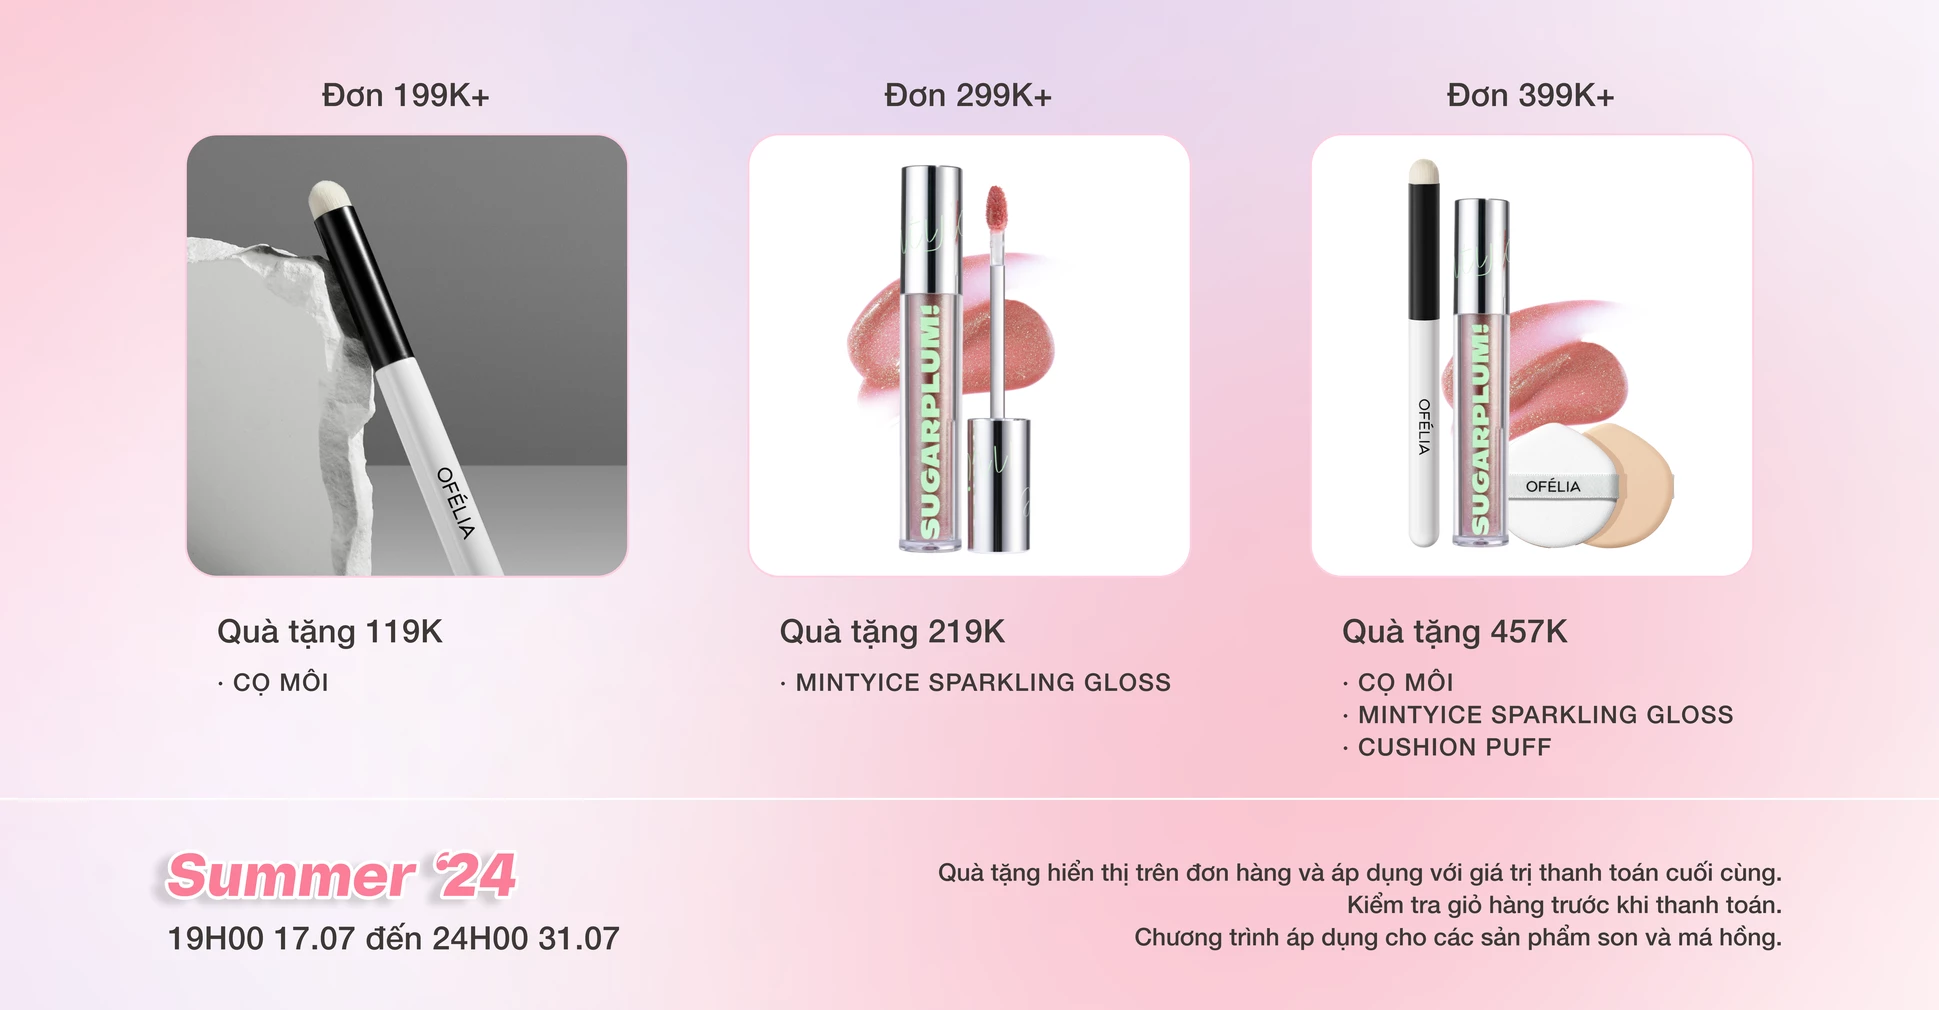 Đơn 199K+
Đơn 299K+
Đơn 399K+
OFÉLIA
SUGARPLUM!
OFÉLIA
SUGARPLUM!
OFÉLIA
Quà tặng 119K
· CỌ MÔI
Quà tặng 219K
· MINTYICE SPARKLING GLOSS
Quà tặng 457K
· CỌ MÔI
· MINTYICE SPARKLING GLOSS
· CUSHION PUFF
Summer ‘24
19H00 17.07 đến 24H00 31.07
Quà tặng hiển thị trên đơn hàng và áp dụng với giá trị thanh toán cuối cùng.
Kiểm tra giỏ hàng trước khi thanh toán.
Chương trình áp dụng cho các sản phẩm son và má hồng.